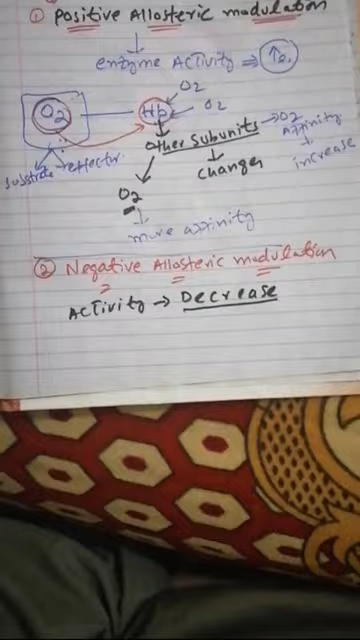 ① Positive Allosteric modulation
enzyme Activity ⇒ ↑
O2
O2 Hb O2
other subunits → O2
Affinity
increase
changes
substrate effector
O2
more affinity
② Negative Allosteric modulation
Activity → Decrease